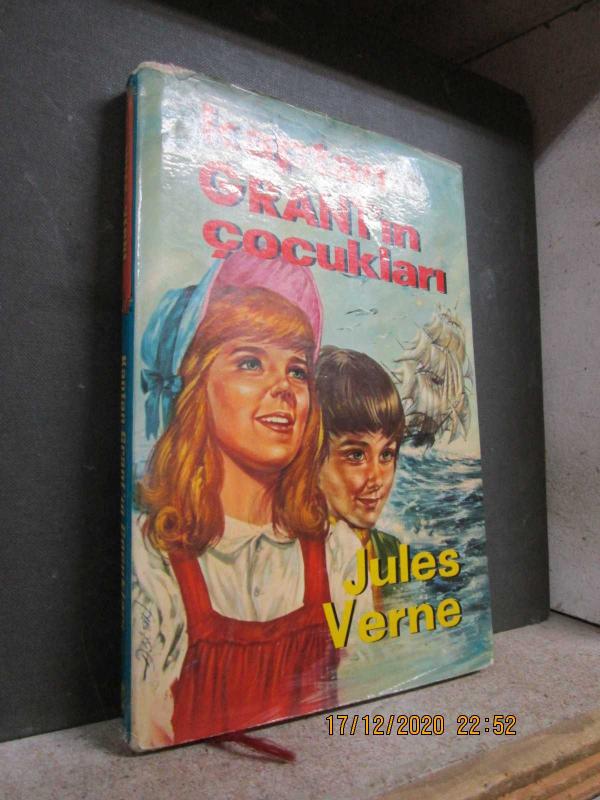 kaptan
GRANT'ın
çocukları
Jules
Verne
17/12/2020 22:52